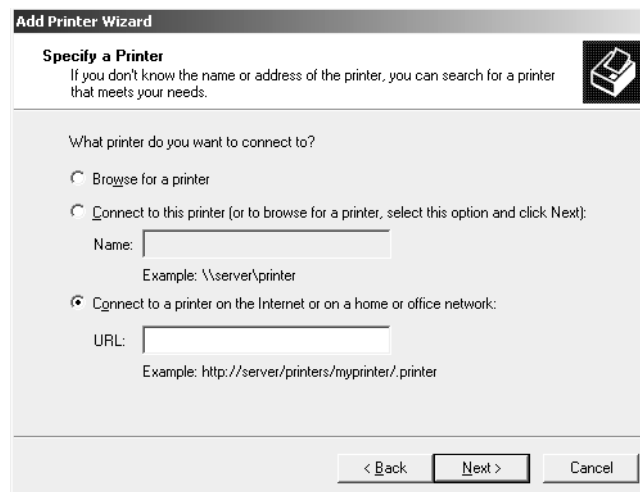 Add Printer Wizard
Specify a Printer
If you don't know the name or address of the printer, you can search for a printer
that meets your needs.
What printer do you want to connect to?
Browse for a printer
Connect to this printer (or to browse for a printer, select this option and click Next):
Name:
Example: \\server\printer
Connect to a printer on the Internet or on a home or office network:
URL:
Example: http://server/printers/myprinter/.printer
< Back Next > Cancel